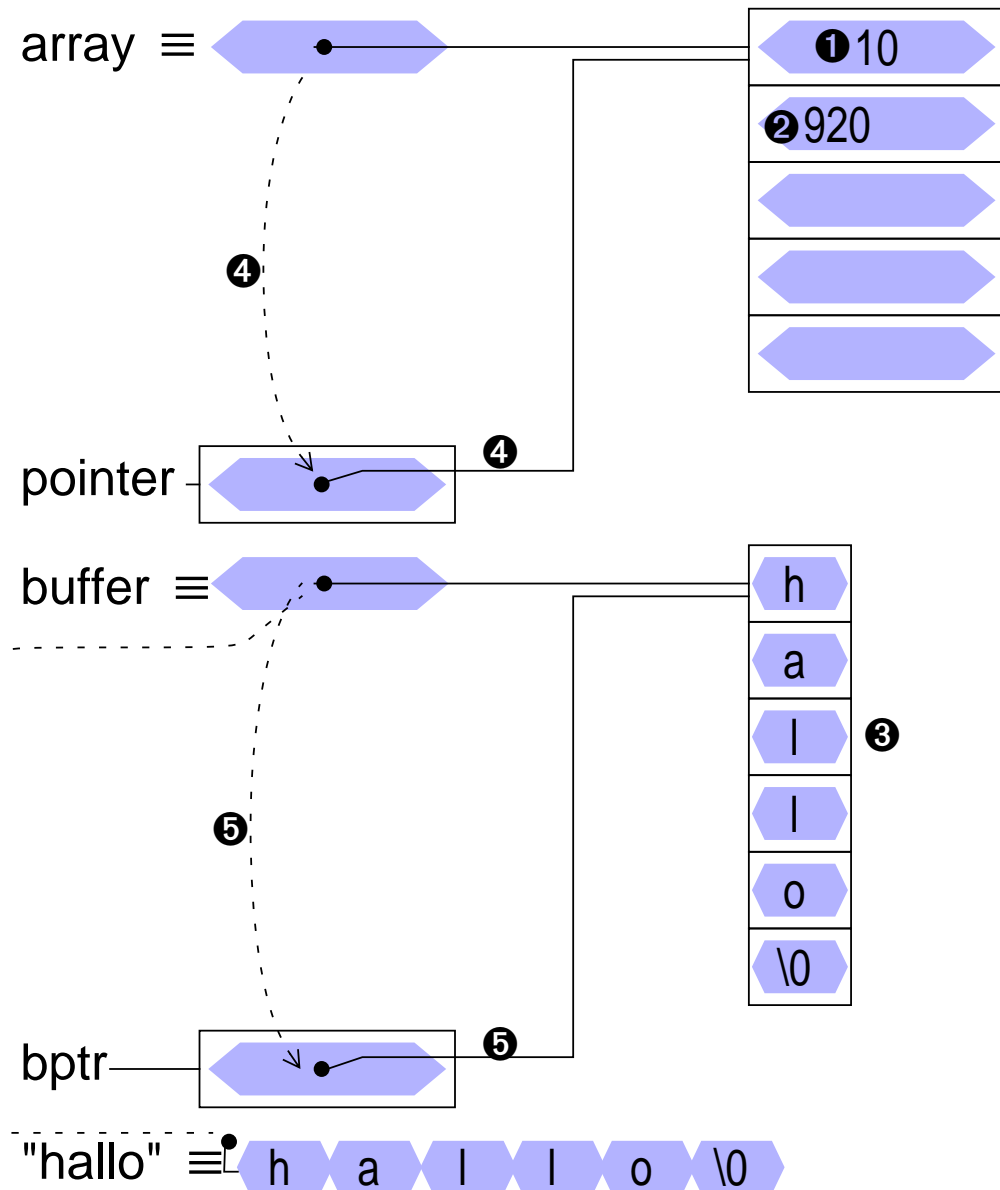 array ≡ ❶10
❷920
❹
pointer ❹
buffer ≡ h
a
l ❸
l
❺
o
\0
bptr ❺
"hallo" ≡ h a l l o \0